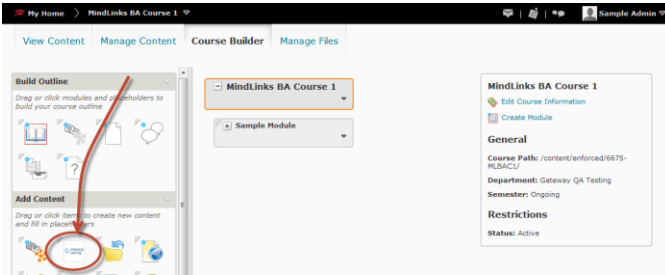 My Home MindLinks BA Course 1 Sample Admin
View Content Manage Content Course Builder Manage Files
Build Outline
Drag or click modules and placeholders to
build your course outline
?
Add Content
Drag or click items to create new content
and fill in placeholders
MindLinks BA Course 1
Sample Module
MindLinks BA Course 1
Edit Course Information
Create Module
General
Course Path: /content/enforced/6675-
MLBAC1/
Department: Gateway QA Testing
Semester: Ongoing
Restrictions
Status: Active